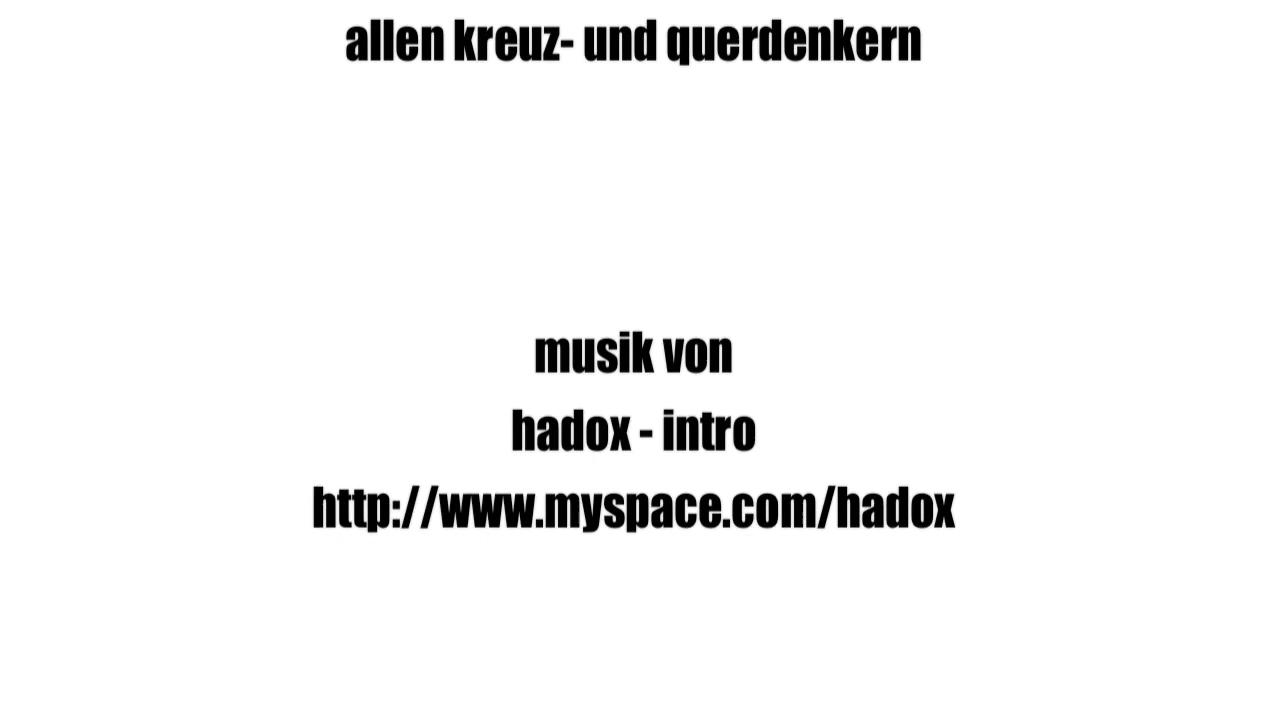 allen kreuz- und querdenkern
musik von
hadox - intro
http://www.myspace.com/hadox